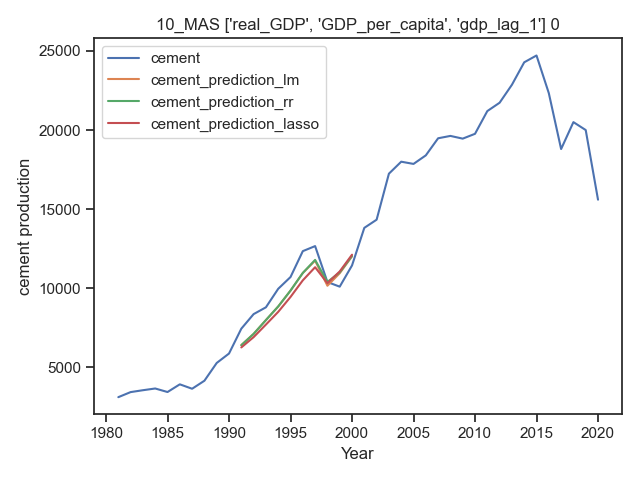 10_MAS ['real_GDP', 'GDP_per_capita', 'gdp_lag_1'] 0
cement
cement_prediction_lm
cement_prediction_rr
cement_prediction_lasso
25000
20000
15000
10000
5000
cement production
1980 1985 1990 1995 2000 2005 2010 2015 2020
Year